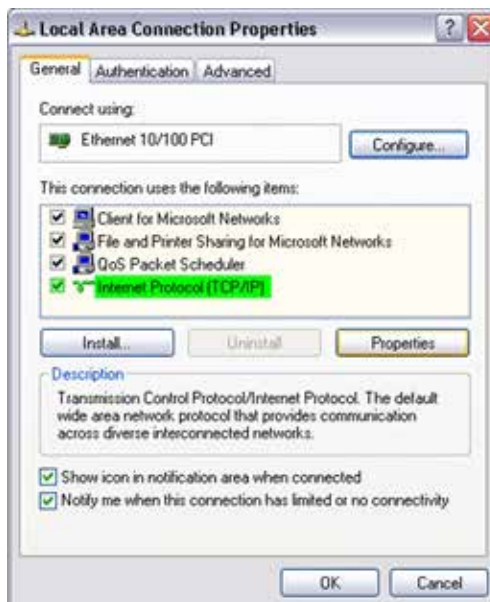 Local Area Connection Properties
General Authentication Advanced
Connect using:
Ethernet 10/100 PCI Configure...
This connection uses the following items:
Client for Microsoft Networks
File and Printer Sharing for Microsoft Networks
QoS Packet Scheduler
Internet Protocol (TCP/IP)
Install... Uninstall Properties
Description
Transmission Control Protocol/Internet Protocol. The default
wide area network protocol that provides communication
across diverse interconnected networks.
Show icon in notification area when connected
Notify me when this connection has limited or no connectivity
OK Cancel